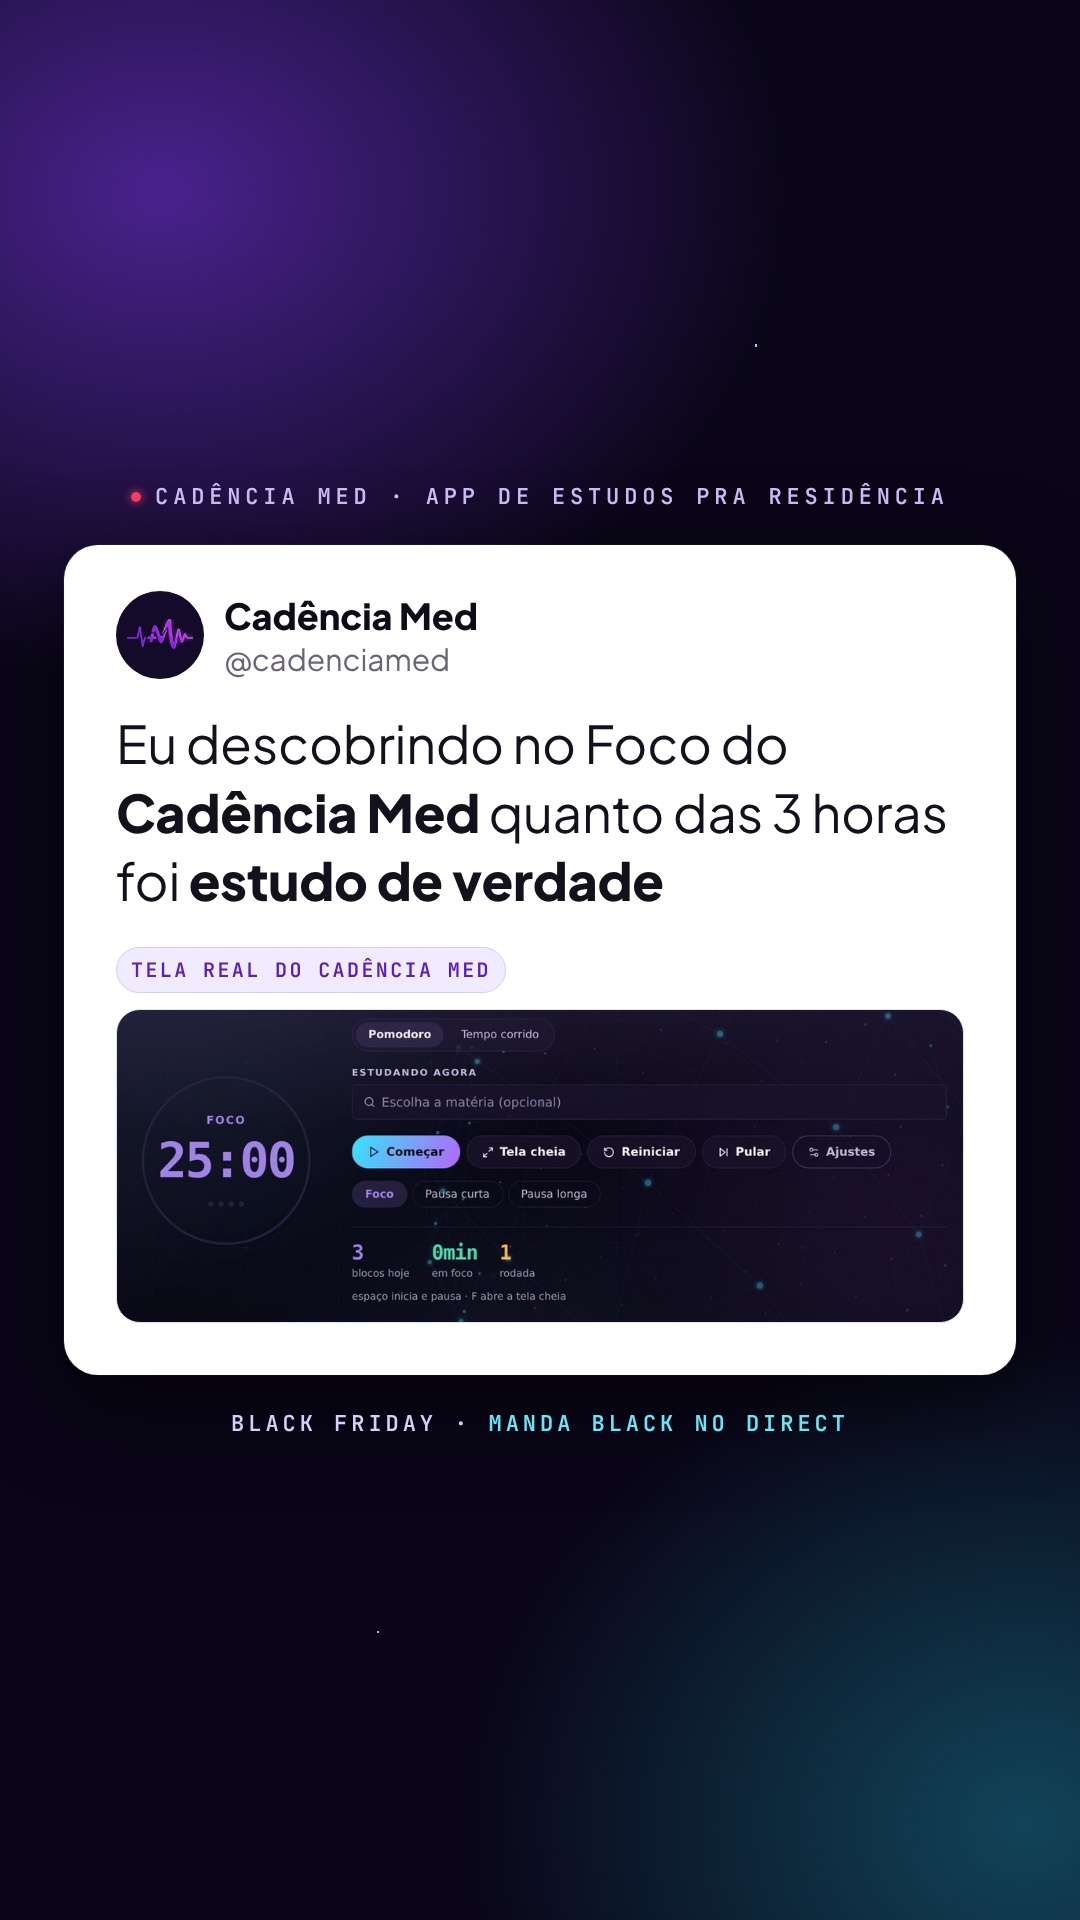 CADÊNCIA MED · APP DE ESTUDOS PRA RESIDÊNCIA
Cadência Med
@cadenciamed
Eu descobrindo no Foco do
Cadência Med quanto das 3 horas
foi estudo de verdade
TELA REAL DO CADÊNCIA MED
Pomodoro Tempo corrido
ESTUDANDO AGORA
Escolha a matéria (opcional)
FOCO
25:00
Começar Tela cheia Reiniciar Pular Ajustes
Foco Pausa curta Pausa longa
3 0min 1
blocos hoje em foco rodada
espaço inicia e pausa · F abre a tela cheia
BLACK FRIDAY · MANDA BLACK NO DIRECT